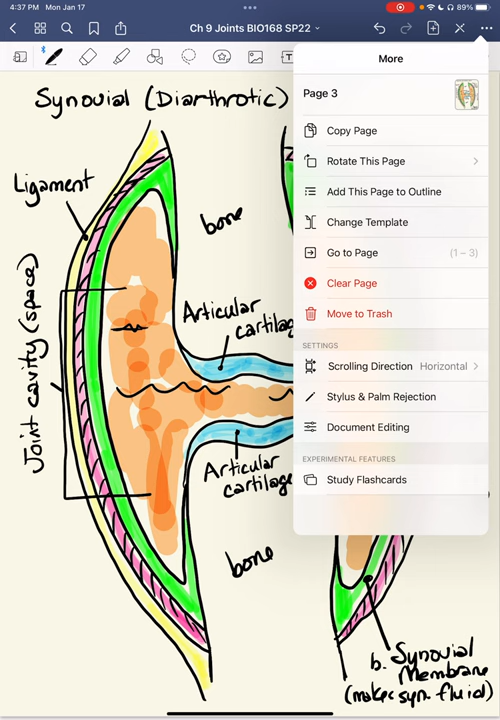 4:37 PM Mon Jan 17
89%
Ch 9 Joints BIO168 SP22
More
Page 3
Copy Page
Rotate This Page
Add This Page to Outline
Change Template
Go to Page (1 – 3)
Clear Page
Move to Trash
SETTINGS
Scrolling Direction Horizontal
Stylus & Palm Rejection
Document Editing
EXPERIMENTAL FEATURES
Study Flashcards
Synovial (Diarthrotic)
Ligament
bone
Joint cavity (space)
Articular
cartilag
Articular
cartilage
bone
b. Synovial
Membrane
(makes syn. fluid)